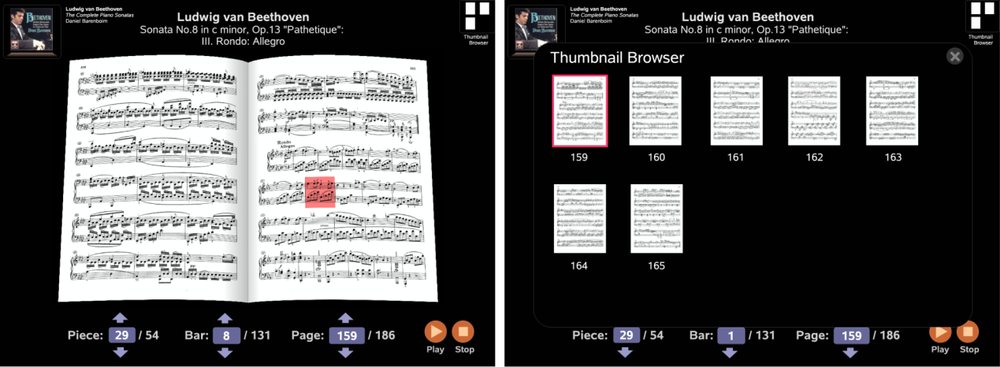 Ludwig van Beethoven
The Complete Piano Sonatas
Daniel Barenboim
BEETHOVEN
Ludwig van Beethoven
Sonata No.8 in c minor, Op.13 "Pathetique":
III. Rondo: Allegro
Thumbnail
Browser
Rondo
Allegro
Piece: 29 / 54
Bar: 8 / 131
Page: 159 / 186
Play
Stop
Ludwig van Beethoven
The Complete Piano Sonatas
Daniel Barenboim
BEETHOVEN
Ludwig van Beethoven
Sonata No.8 in c minor, Op.13 "Pathetique":
III. Rondo: Allegro
Thumbnail
Browser
Thumbnail Browser
159
160
161
162
163
164
165
Piece: 29 / 54
Bar: 1 / 131
Page: 159 / 186
Play
Stop